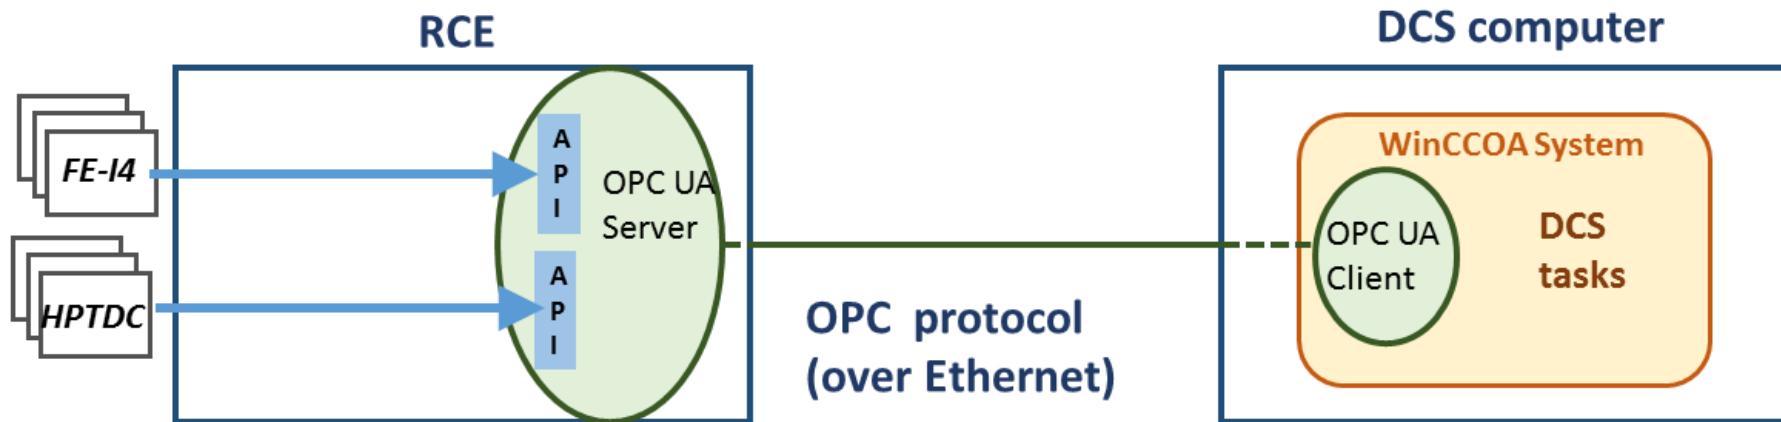 RCE
DCS computer
FE-I4
HPTDC
A
P
I
A
P
I
OPC UA
Server
OPC protocol
(over Ethernet)
WinCCOA System
OPC UA
Client
DCS
tasks